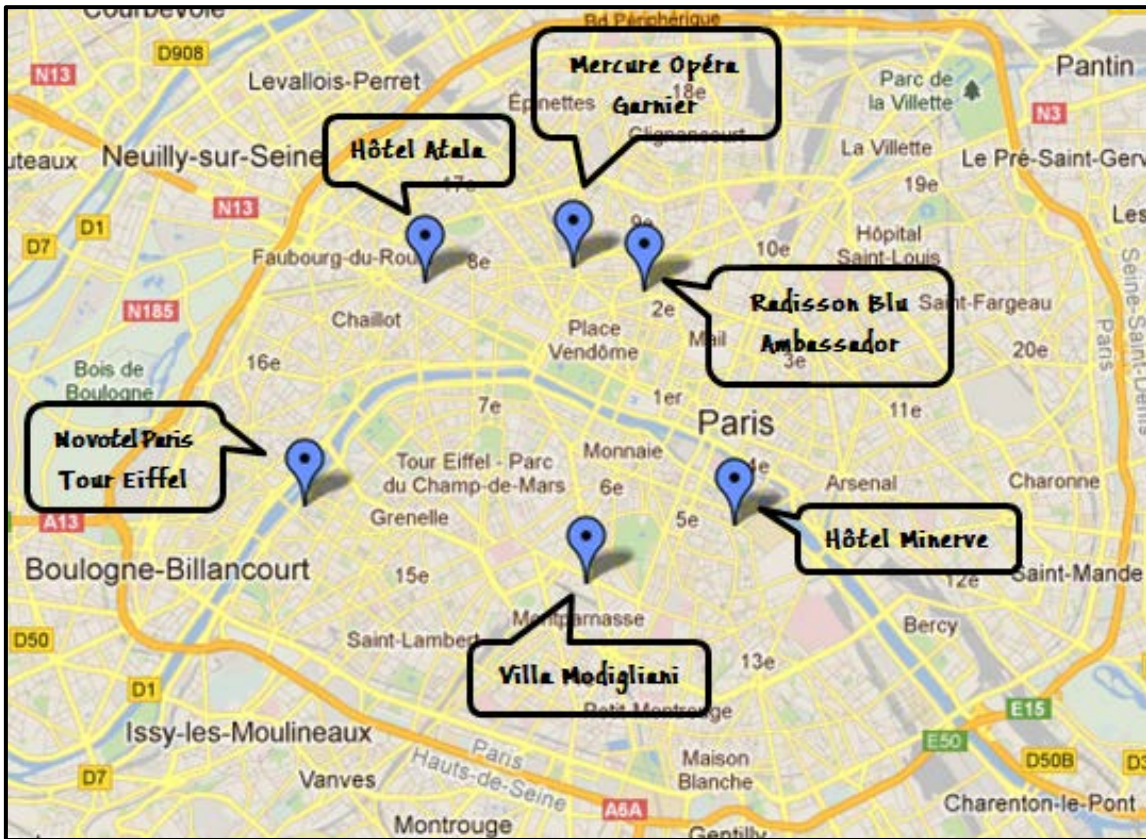 Courbevoie
Bd Périphérique
D908
Mercure Opéra
Garnier
Pantin
N13
Levallois-Perret
Épinettes
18e
Parc de
la Villette
N3
Clignancourt
Hôtel Atala
uteaux
Neuilly-sur-Seine
La Villette
Le Pré-Saint-Gerv
17e
19e
N13
D1
Les
D7
9e
10e
Hôpital
Saint-Louis
Faubourg-du-Rou
8e
N185
Chaillot
2e
Radisson Blu
Ambassador
Saint-Fargeau
Place
Vendôme
Mail
3e
20e
Paris
Seine-Saint-Denis
16e
Bois de
Boulogne
7e
1er
Paris
11e
Novotel Paris
Tour Eiffel
Monnaie
4e
Tour Eiffel - Parc
du Champ-de-Mars
6e
Arsenal
Charonne
A13
Grenelle
5e
Hôtel Minerve
Boulogne-Billancourt
15e
12e
Saint-Mande
D50
Saint-Lambert
Montparnasse
Bercy
13e
Villa Modigliani
D1
Petit-Montrouge
E15
Issy-les-Moulineaux
E50
Paris
Hauts-de-Seine
Maison
Blanche
D50B
D3
D7
Vanves
A6A
Charenton-le-Pont
Montrouge
Gentilly